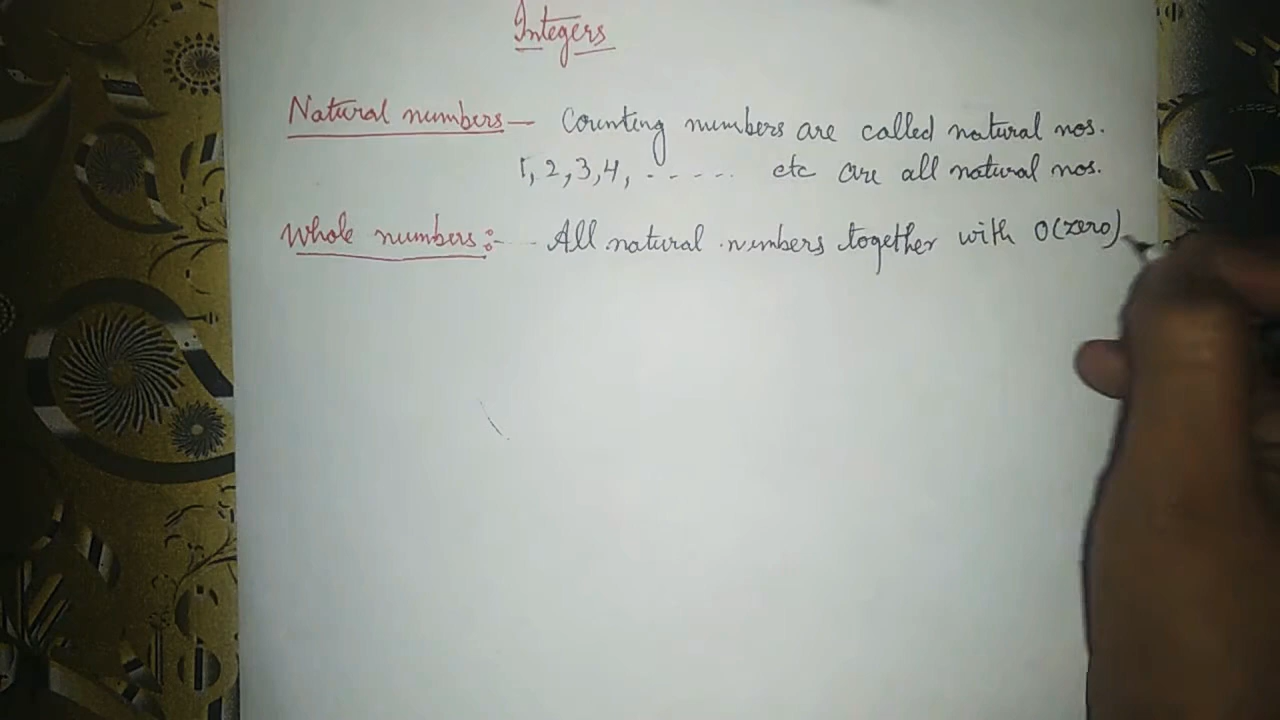 Integers
Natural numbers — Counting numbers are called natural nos.
1, 2, 3, 4, ------ etc are all natural nos.
Whole numbers :- - All natural numbers together with 0(zero)